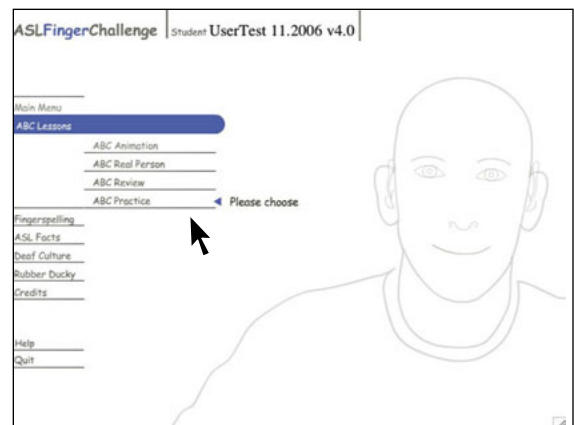 ASLFingerChallenge Student UserTest 11.2006 v4.0
Main Menu
ABC Lessons
ABC Animation
ABC Real Person
ABC Review
ABC Practice
Please choose
Fingerspelling
ASL Facts
Deaf Culture
Rubber Ducky
Credits
Help
Quit